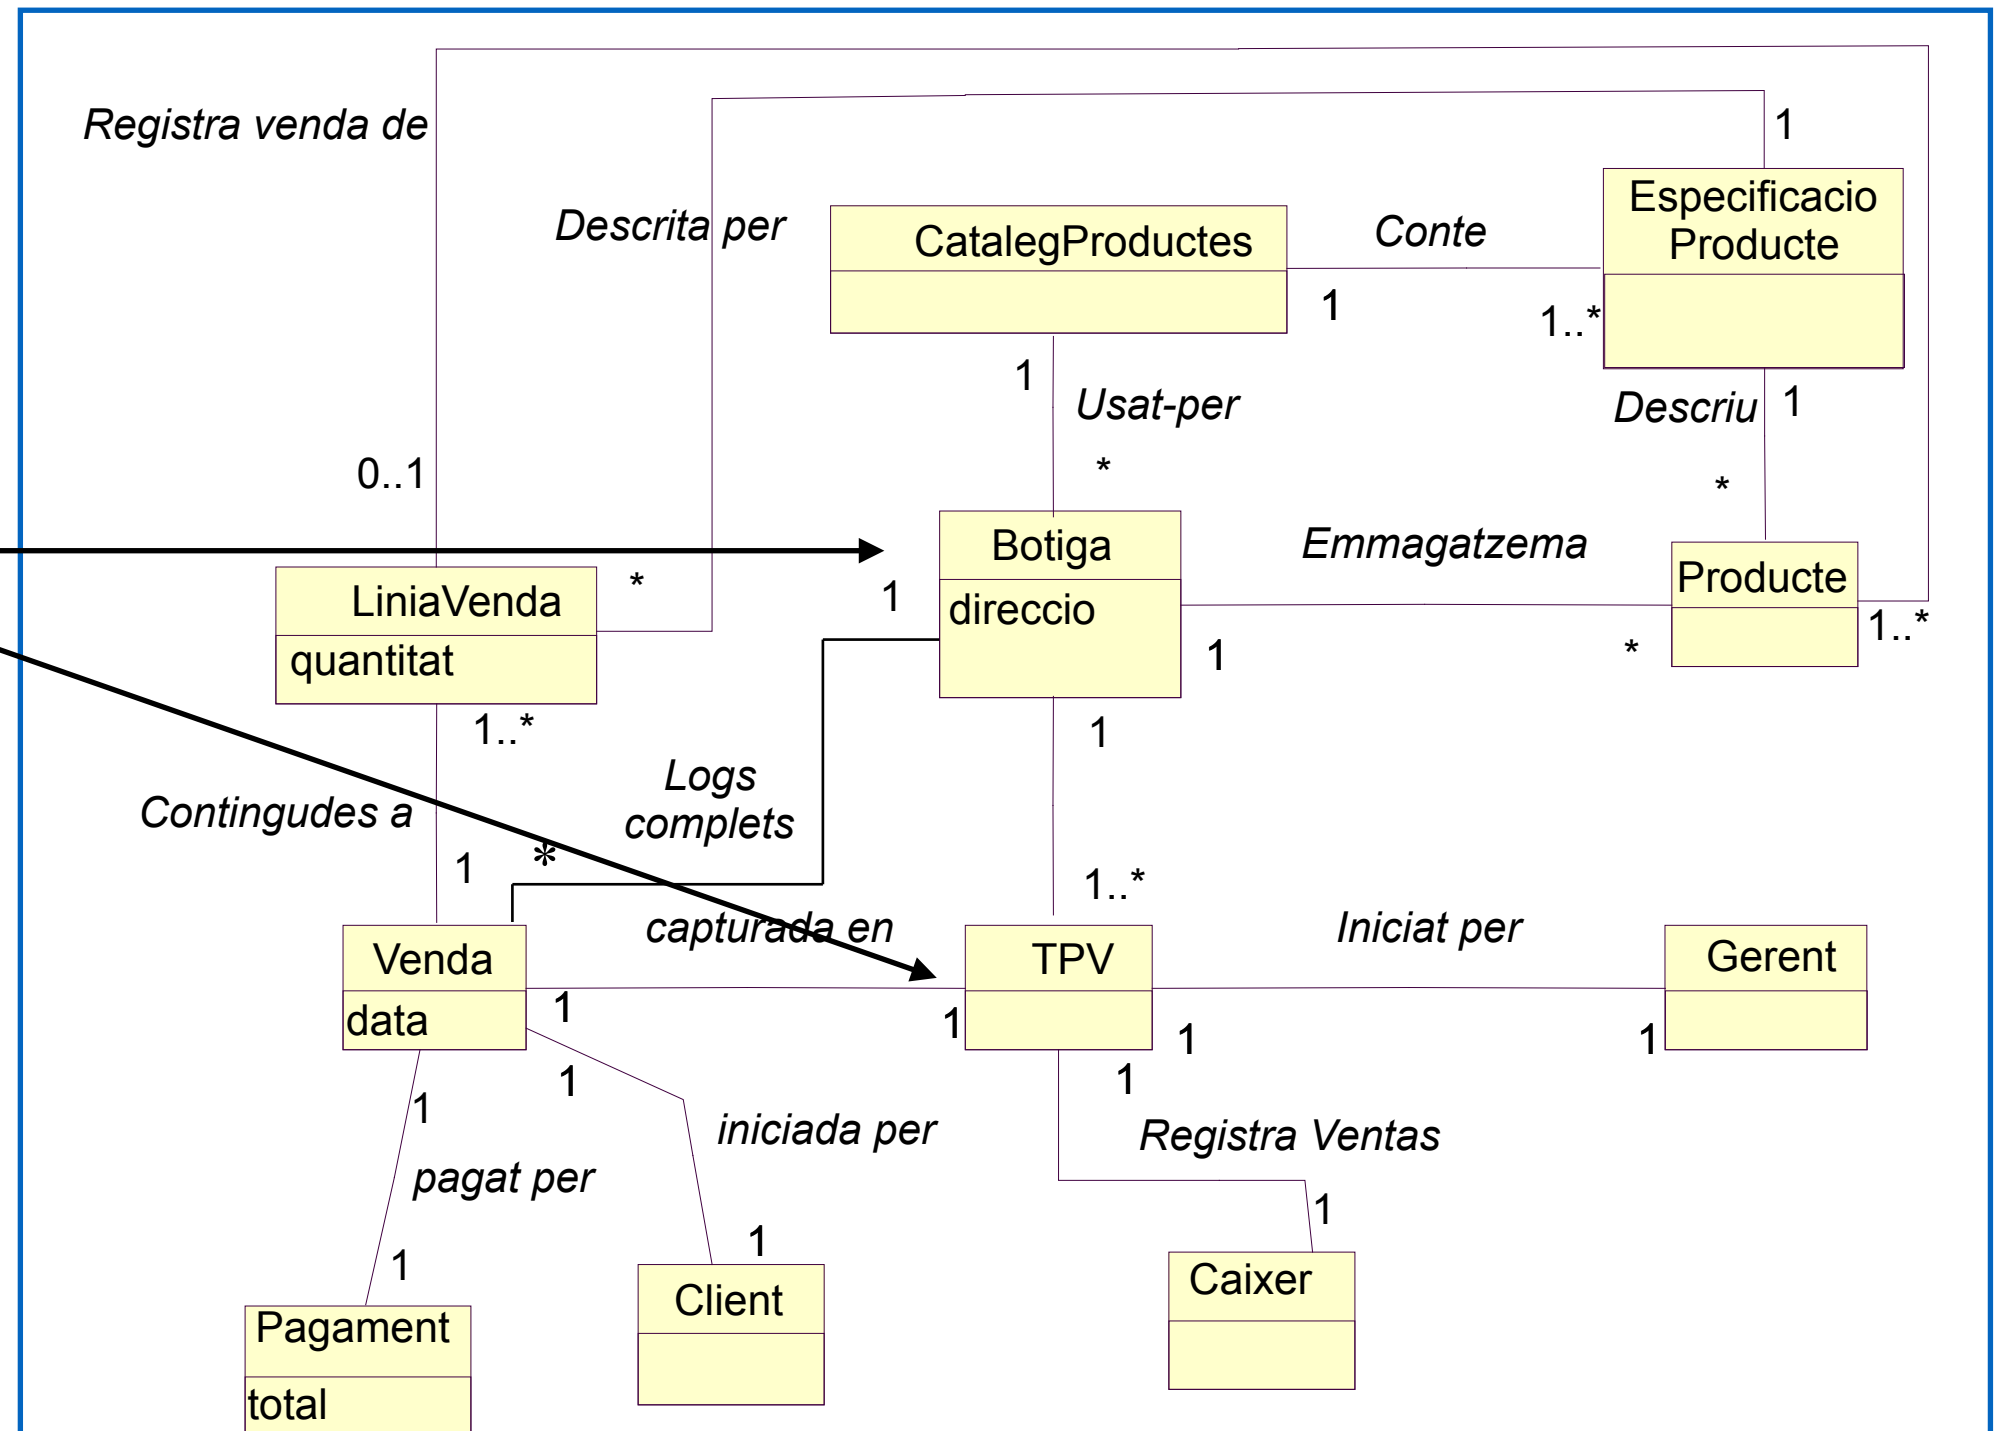 Registra venda de
1
Descrita per
CatalegProductes
Conte
Especificacio
Producte
1
1..*
1
Usat-per
Descriu
1
0..1
*
*
Botiga
Emmagatzema
Producte
LiniaVenda
*
1
direccio
1
*
1..*
quantitat
1..*
1
Logs
complets
Contingudes a
1
*
1..*
capturada en
Iniciat per
Venda
TPV
Gerent
data
1
1
1
1
1
1
1
iniciada per
Registra Ventas
pagat per
1
1
1
Caixer
Client
Pagament
total